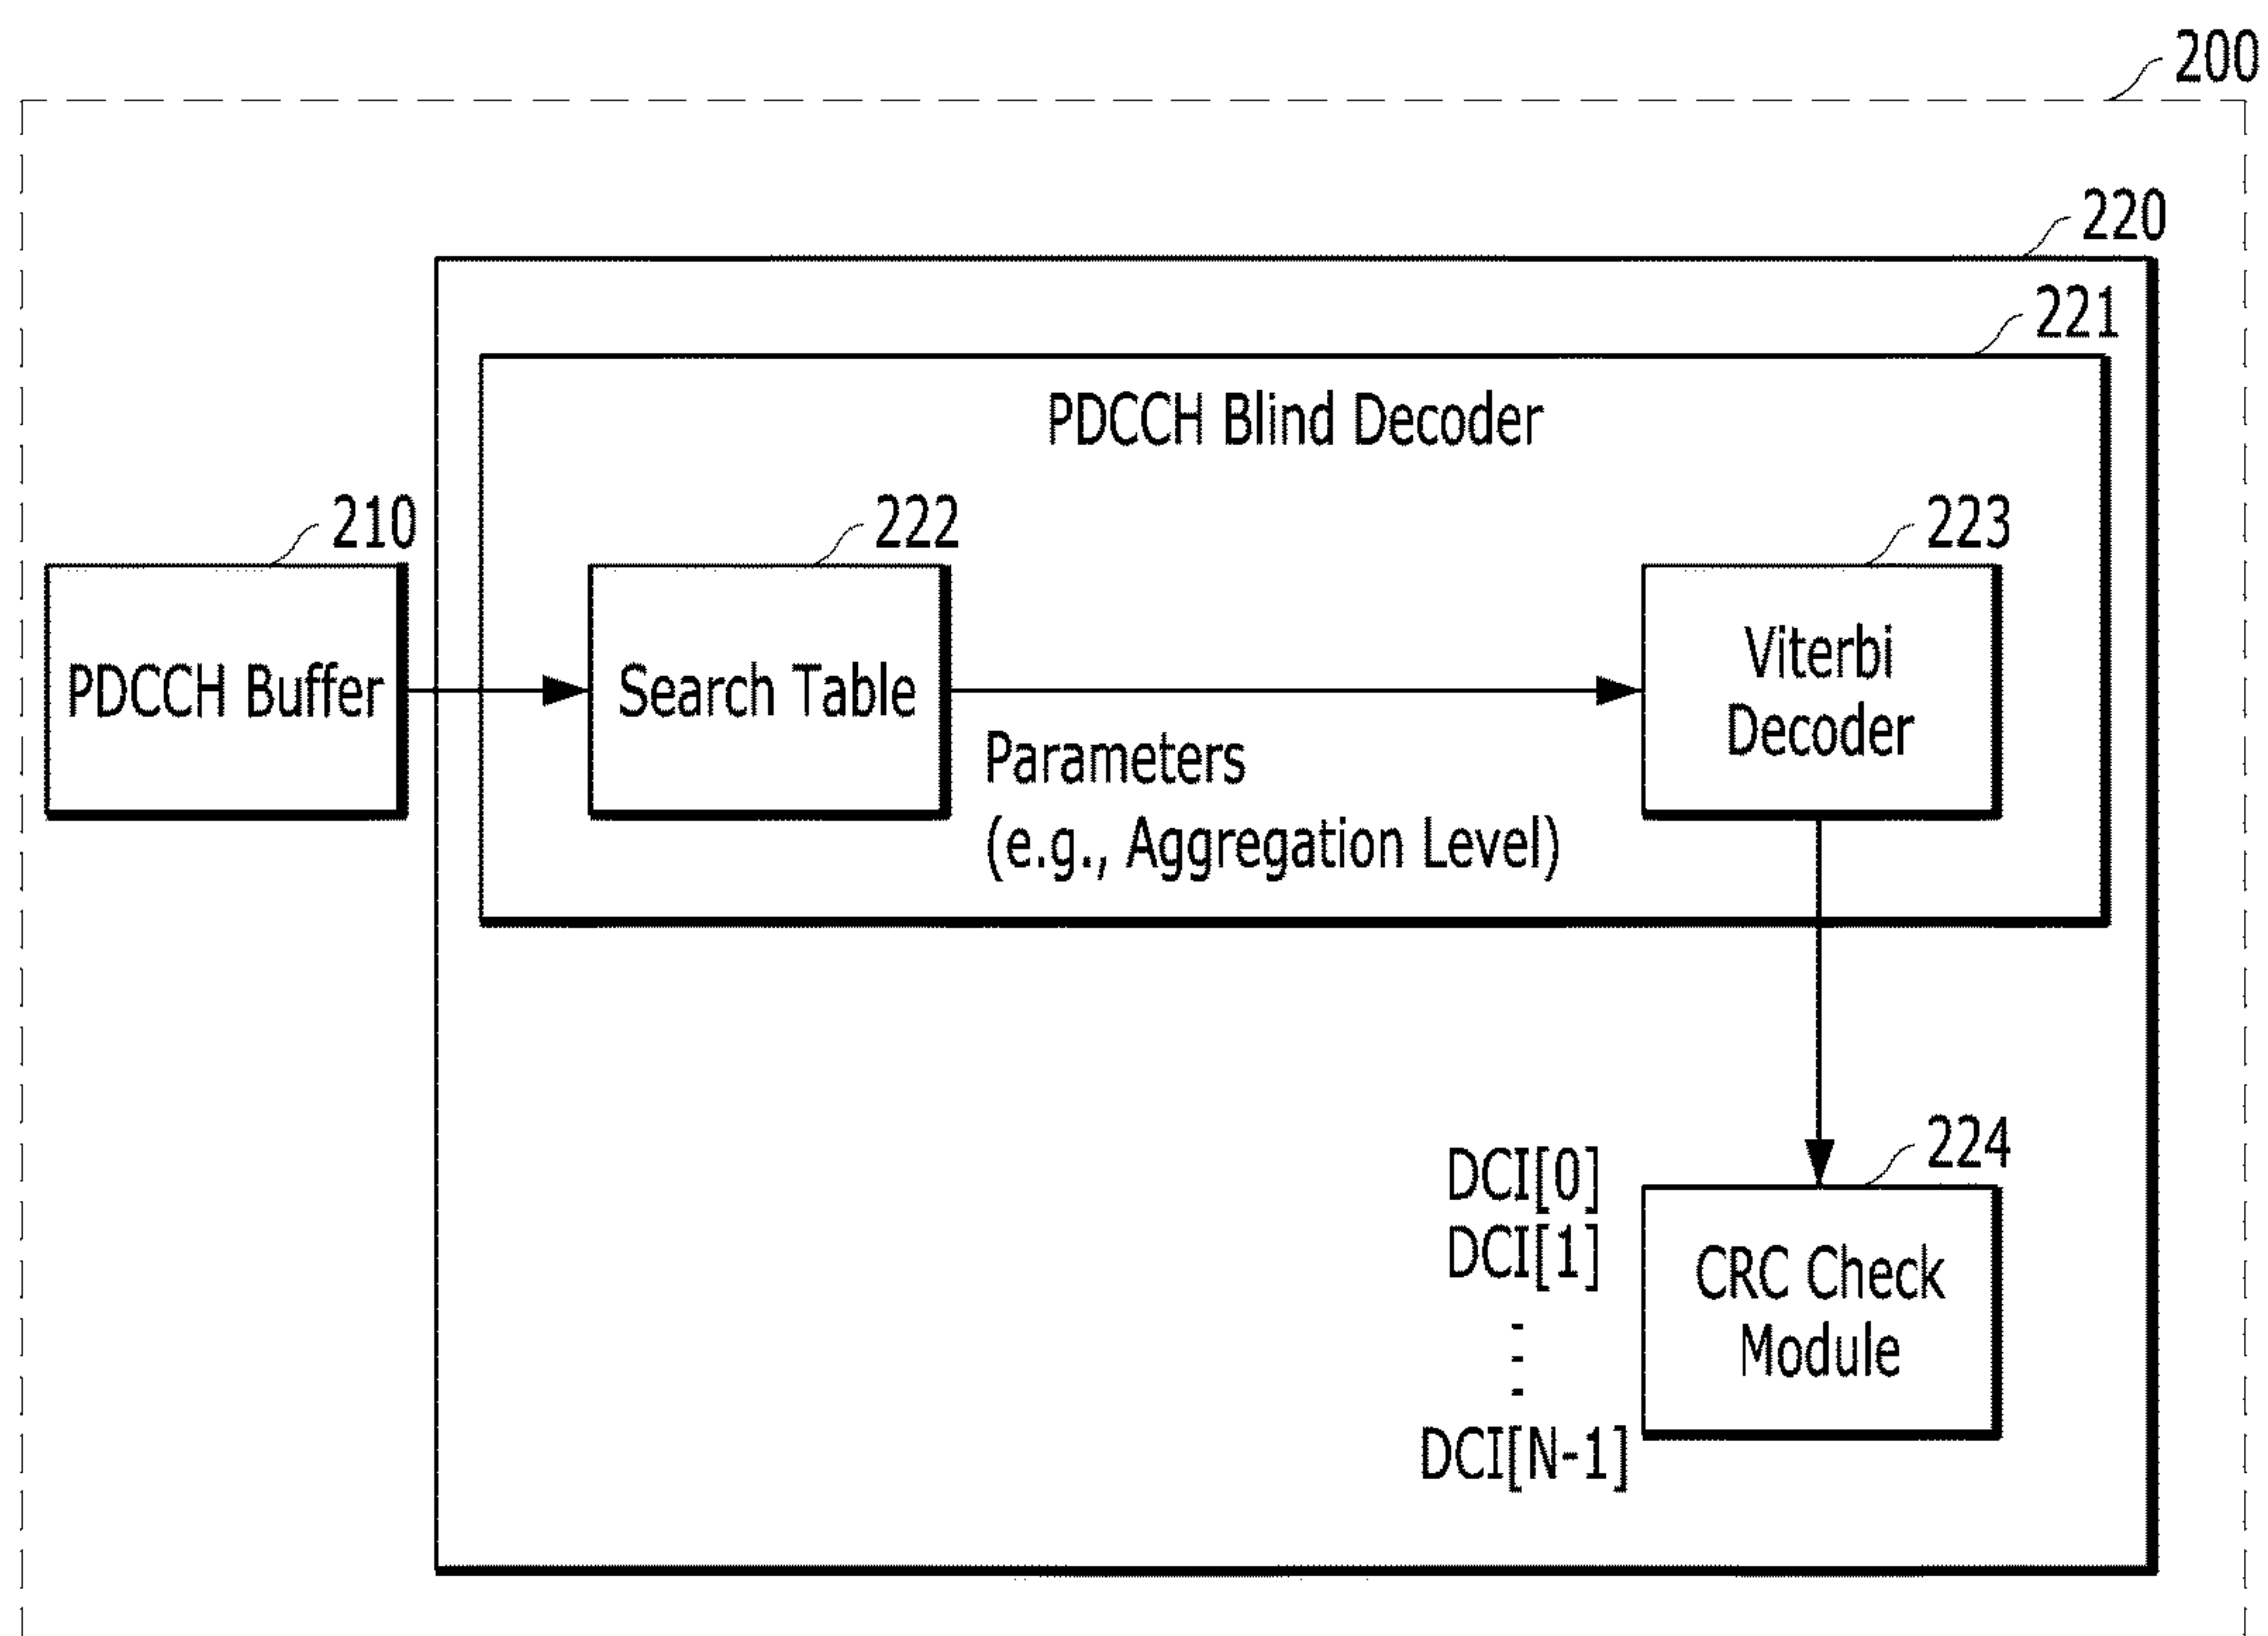 200
220
221
PDCCH Blind Decoder
210
222
223
PDCCH Buffer
Search Table
Viterbi
Decoder
Parameters
(e.g., Aggregation Level)
224
DCI[0]
DCI[1]
DCI[N-1]
CRC Check
Module